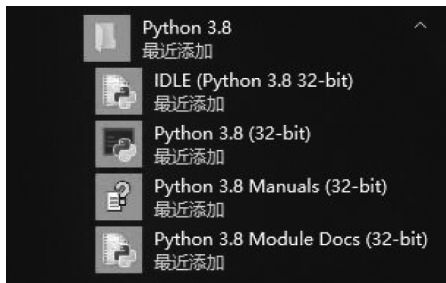 Python 3.8
最近添加
IDLE (Python 3.8 32-bit)
最近添加
Python 3.8 (32-bit)
最近添加
Python 3.8 Manuals (32-bit)
最近添加
Python 3.8 Module Docs (32-bit)
最近添加